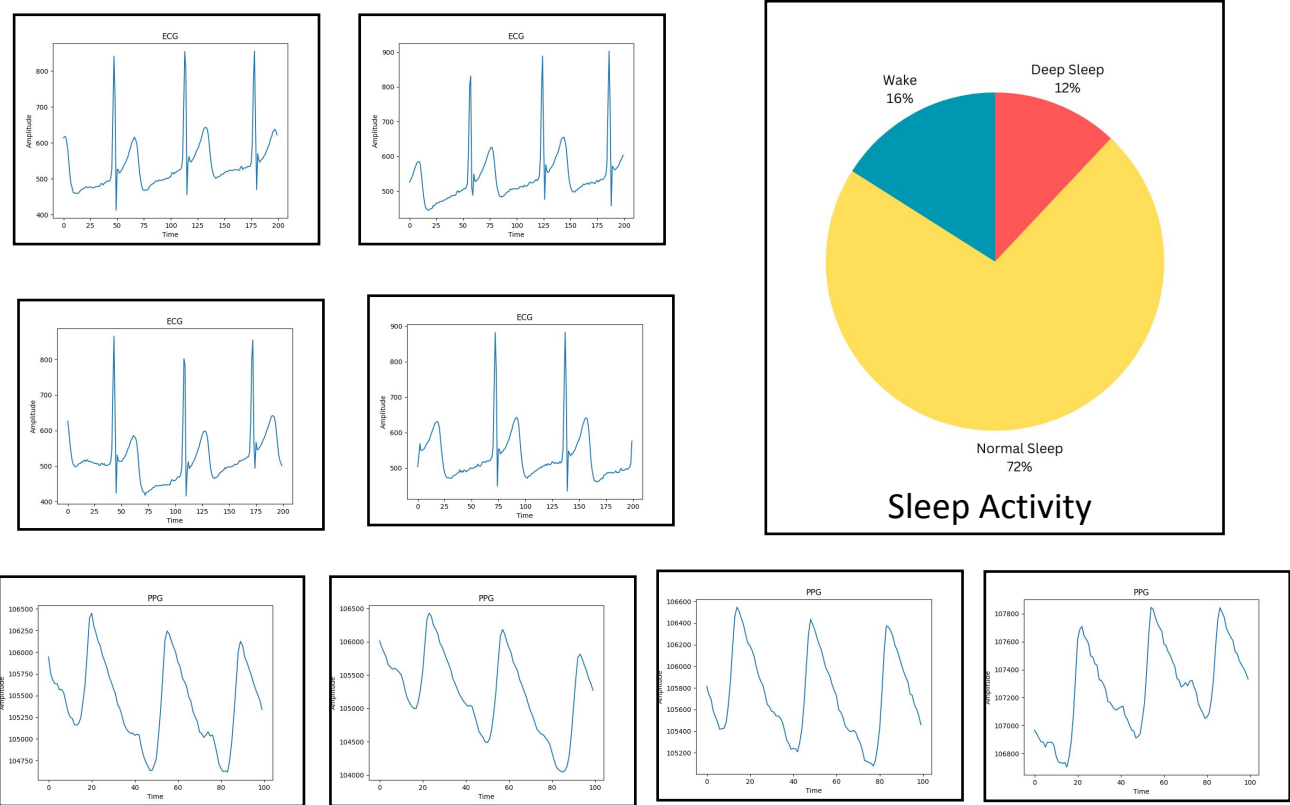 ECG
800
700
600
500
400
Amplitude
0 25 50 75 100 125 150 175 200
Time
ECG
900
800
700
600
500
Amplitude
0 25 50 75 100 125 150 175 200
Time
Wake
16%
Deep Sleep
12%
Normal Sleep
72%
Sleep Activity
ECG
800
700
600
500
400
Amplitude
0 25 50 75 100 125 150 175 200
Time
ECG
900
800
700
600
500
Amplitude
0 25 50 75 100 125 150 175 200
Time
PPG
106500
106250
106000
105750
105500
105250
105000
104750
Amplitude
0 20 40 60 80 100
Time
PPG
106500
106000
105500
105000
104500
104000
Amplitude
0 20 40 60 80 100
Time
PPG
106600
106400
106200
106000
105800
105600
105400
105200
Amplitude
0 20 40 60 80 100
Time
PPG
107800
107600
107400
107200
107000
106800
Amplitude
0 20 40 60 80 100
Time